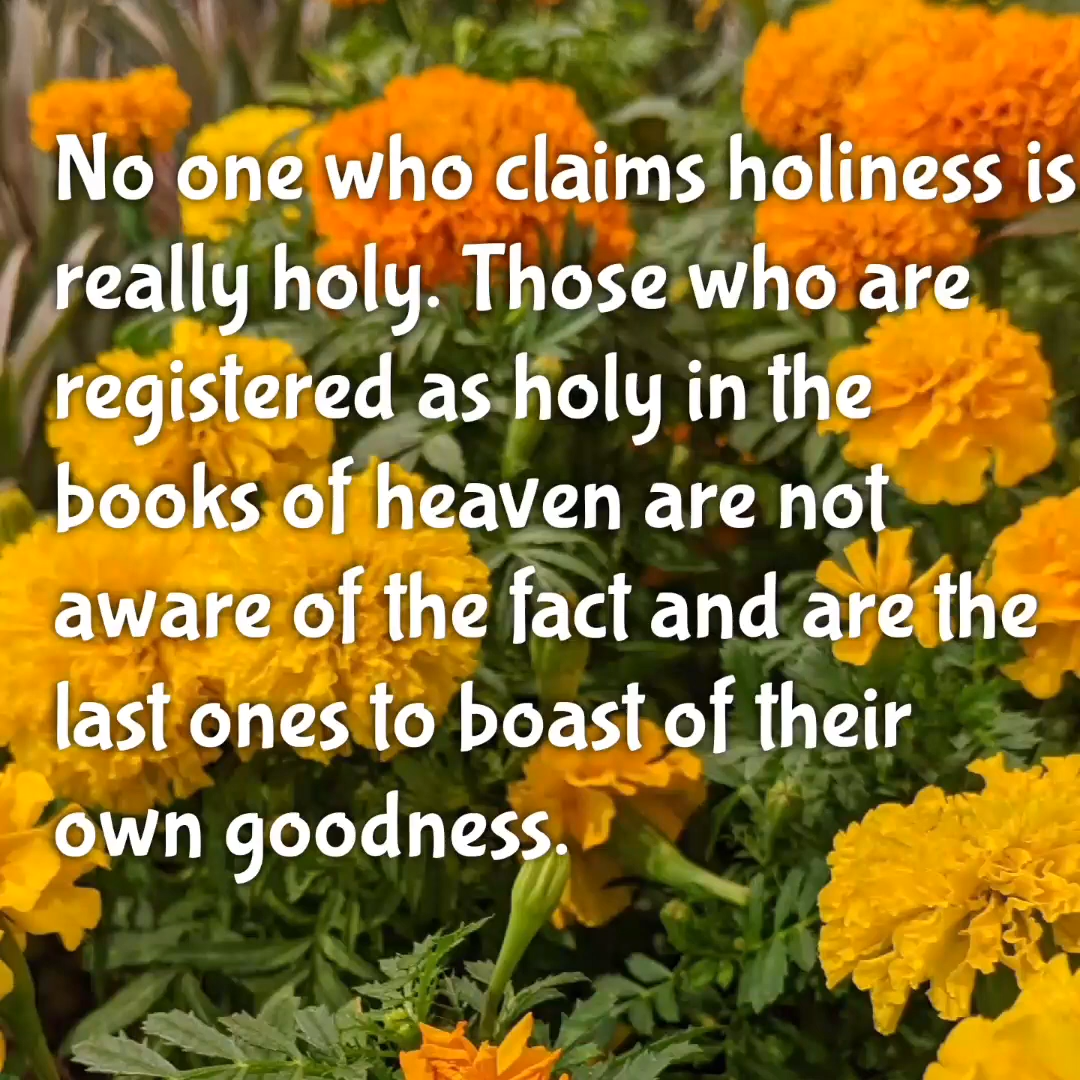 No one who claims holiness is
really holy. Those who are
registered as holy in the
books of heaven are not
aware of the fact and are the
last ones to boast of their
own goodness.